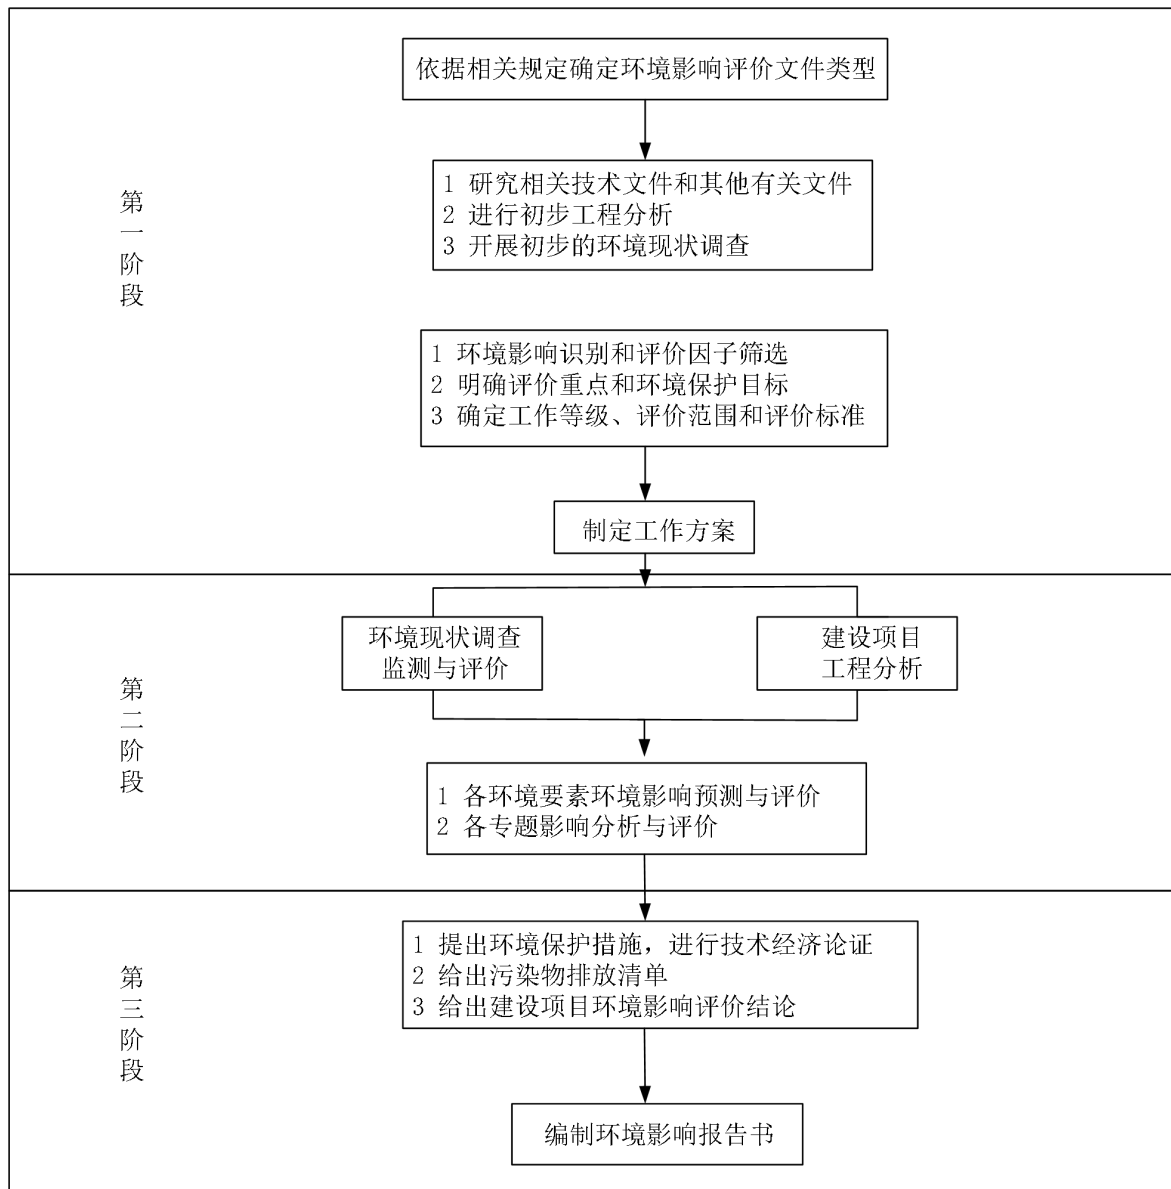 依据相关规定确定环境影响评价文件类型
第一阶段
1 研究相关技术文件和其他有关文件
2 进行初步工程分析
3 开展初步的环境现状调查
1 环境影响识别和评价因子筛选
2 明确评价重点和环境保护目标
3 确定工作等级、评价范围和评价标准
制定工作方案
第二阶段
环境现状调查
监测与评价
建设项目
工程分析
1 各环境要素环境影响预测与评价
2 各专题影响分析与评价
第三阶段
1 提出环境保护措施，进行技术经济论证
2 给出污染物排放清单
3 给出建设项目环境影响评价结论
编制环境影响报告书